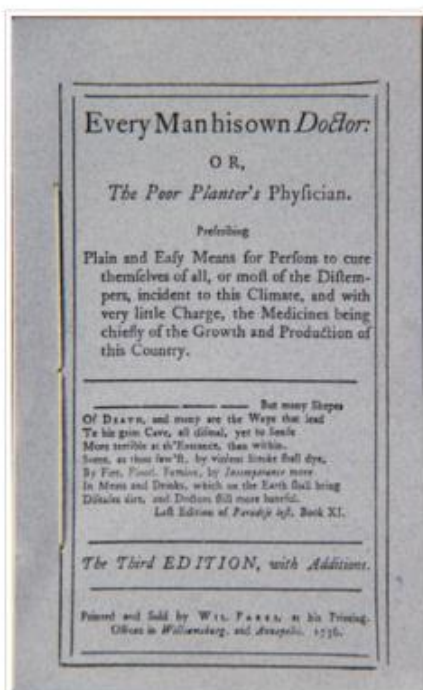 Every Man his own Doctor:
OR,
The Poor Planter's Phyſician.
Preſcribing
Plain and Eaſy Means for Perſons to cure
themſelves of all, or moſt of the Diſtem-
pers, incident to this Climate, and with
very little Charge, the Medicines being
chiefly of the Growth and Production of
this Country.
But many Shapes
Of DEATH, and many are the Ways that lead
To his grim Cave, all diſmal, yet to Senſe
More terrible at th'Entrance, than within.
Some, as thou ſaw'ſt, by violent Stroke ſhall dye,
By Fire, Flood, Famine, by Intemperance more
In Meats and Drinks, which on the Earth ſhall bring
Diſeaſes dire, and Doctors ſtill more
Laſt Edition of Paradiſe loſt, Book XI.
The Third EDITION, with Additions.
Printed and Sold by WIL. PARKS, at his Printing-
Offices in Williamsburg, and Annapolis. 1736.